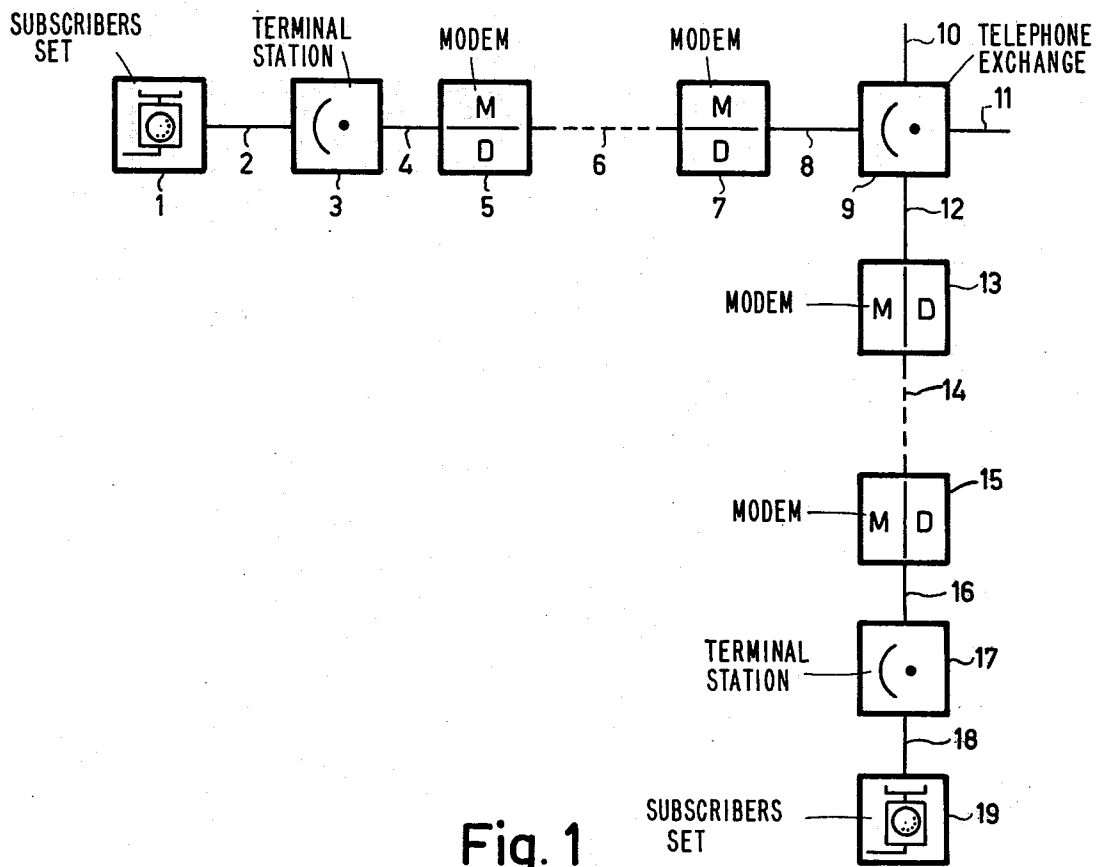 SUBSCRIBERS
SET
TERMINAL
STATION
MODEM
MODEM
10
TELEPHONE
EXCHANGE
11
M
D
M
D
2
4
6
8
1
3
5
7
9
12
13
MODEM
M D
14
15
MODEM
M D
16
TERMINAL
STATION
17
18
SUBSCRIBERS
SET
19
Fig. 1